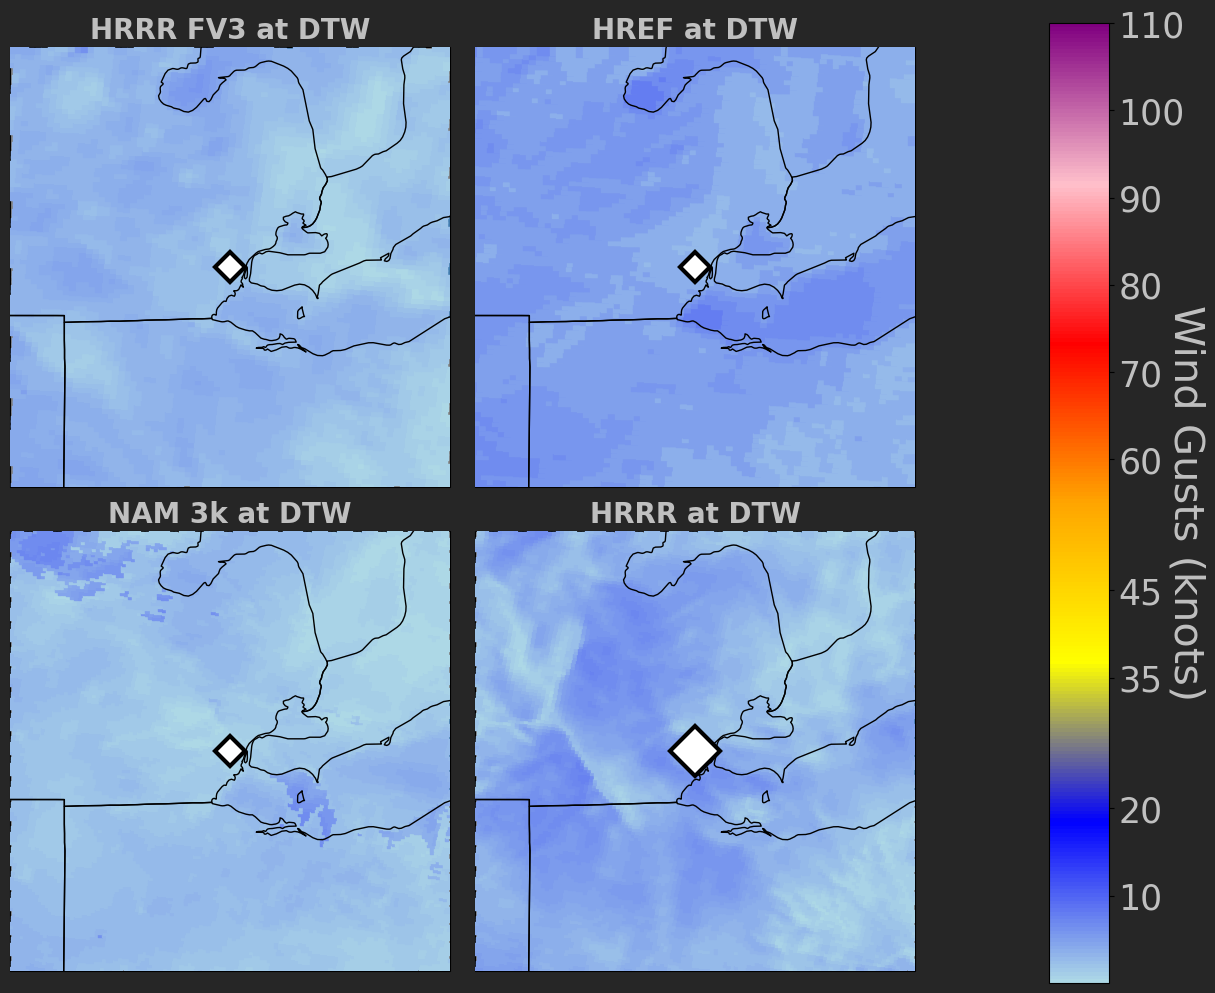 HRRR FV3 at DTW
HREF at DTW
NAM 3k at DTW
HRRR at DTW
110
100
90
80
70
60
45
35
20
10
Wind Gusts (knots)